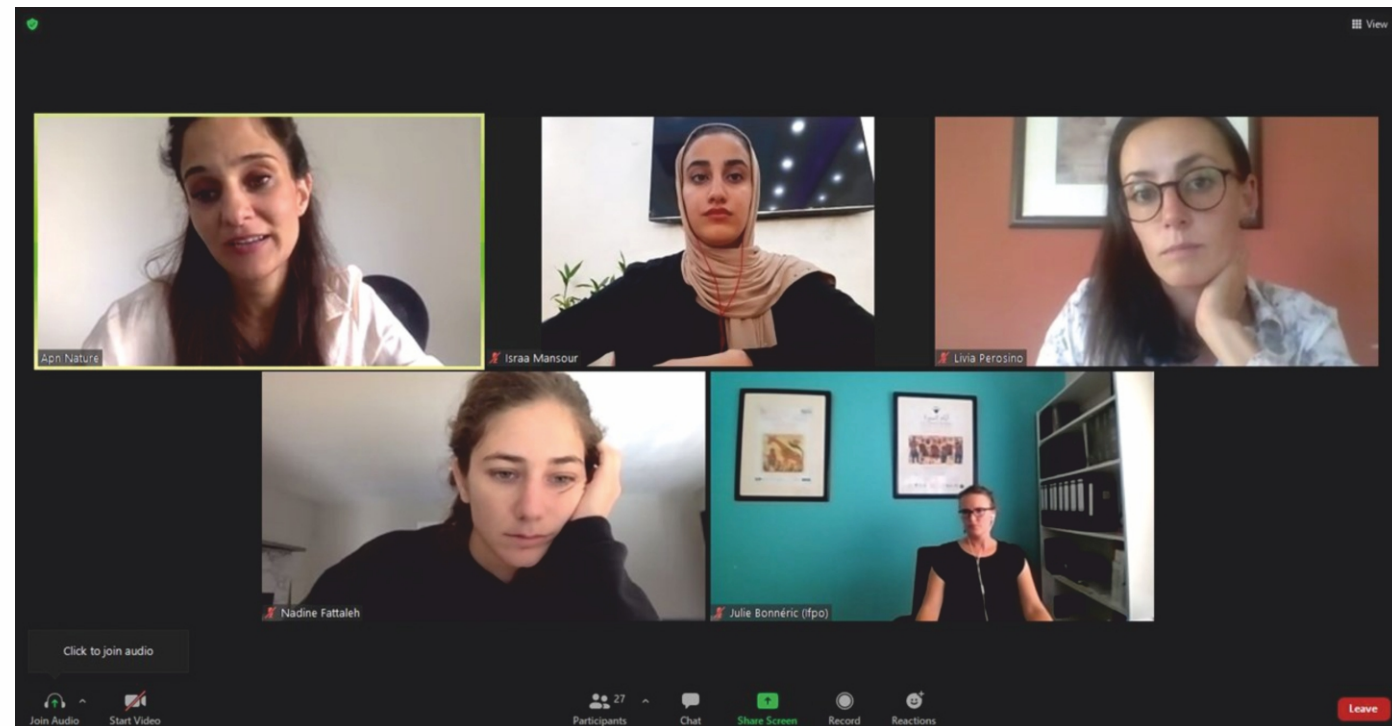 View
Apn Nature
Israa Mansour
Livia Perosino
Nadine Fattaleh
Julie Bonnéric (Ifpo)
Click to join audio
Join Audio
Start Video
27
Participants
Chat
Share Screen
Record
Reactions
Leave